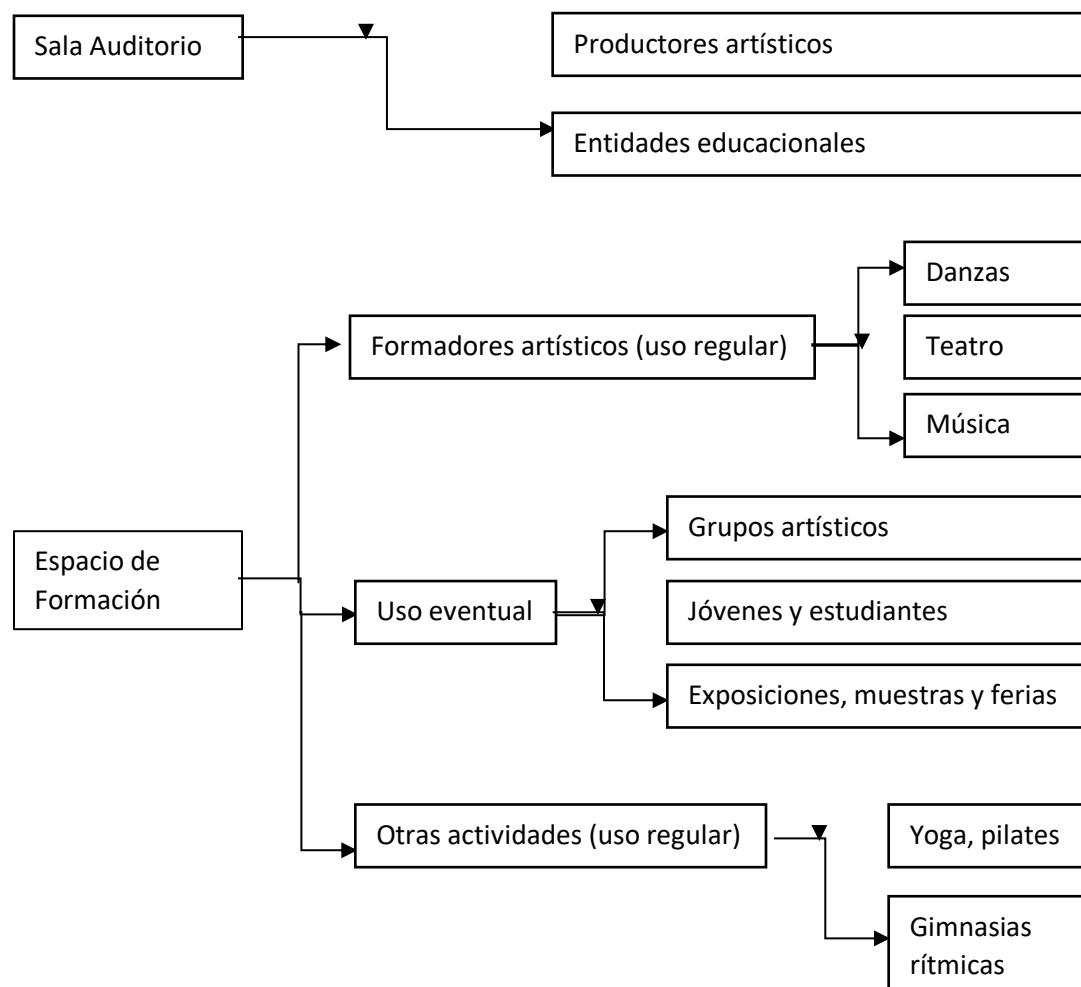 Sala Auditorio
Productores artísticos
Entidades educacionales
Danzas
Formadores artísticos (uso regular)
Teatro
Música
Grupos artísticos
Espacio de
Formación
Uso eventual
Jóvenes y estudiantes
Exposiciones, muestras y ferias
Otras actividades (uso regular)
Yoga, pilates
Gimnasias
rítmicas